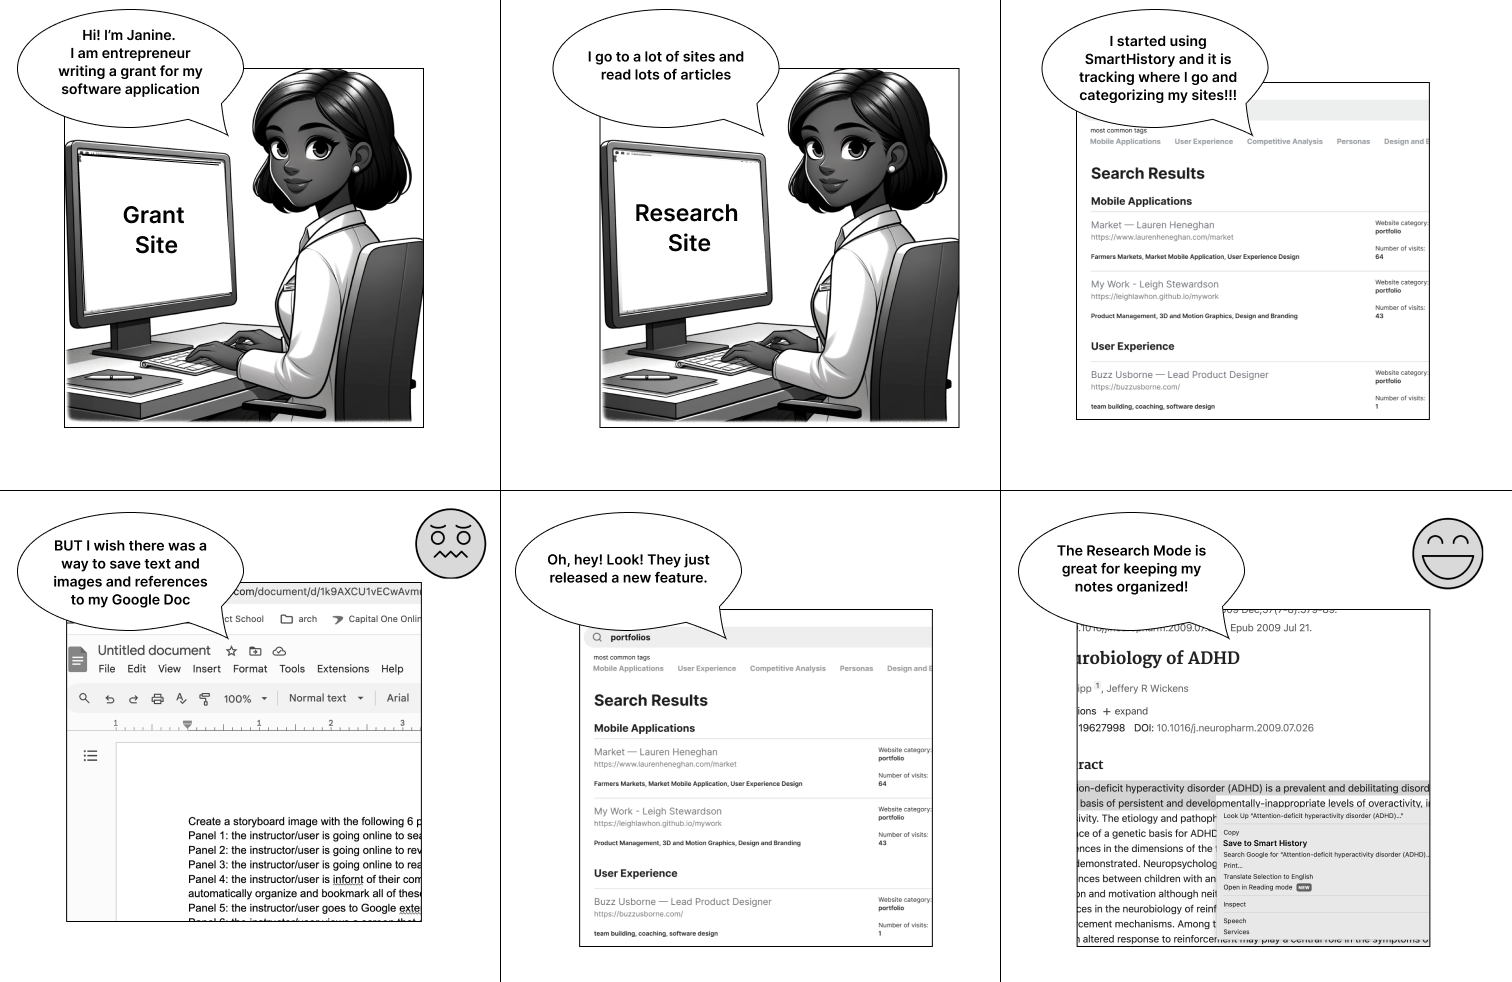 Hi! I'm Janine.
I am entrepreneur
writing a grant for my
software application
Grant
Site
I go to a lot of sites and
read lots of articles
Research
Site
I started using
SmartHistory and it is
tracking where I go and
categorizing my sites!!!
most common tags
Mobile Applications User Experience Competitive Analysis Personas Design and
Search Results
Mobile Applications
Market — Lauren Heneghan
https://www.laurenheneghan.com/market
Farmers Markets, Market Mobile Application, User Experience Design
Website category:
portfolio
Number of visits:
64
My Work - Leigh Stewardson
https://leighlawhon.github.io/mywork
Product Management, 3D and Motion Graphics, Design and Branding
Website category:
portfolio
Number of visits:
43
User Experience
Buzz Usborne — Lead Product Designer
https://buzzusborne.com/
team building, coaching, software design
Website category:
portfolio
Number of visits:
1
BUT I wish there was a
way to save text and
images and references
to my Google Doc
.com/document/d/1k9AXCU1vECwAvm
ct School arch Capital One Onlin
Untitled document
File Edit View Insert Format Tools Extensions Help
100% Normal text Arial
1 1 2 3
Create a storyboard image with the following 6 p
Panel 1: the instructor/user is going online to sea
Panel 2: the instructor/user is going online to rev
Panel 3: the instructor/user is going online to rea
Panel 4: the instructor/user is infornt of their com
automatically organize and bookmark all of these
Panel 5: the instructor/user goes to Google exte
Oh, hey! Look! They just
released a new feature.
portfolios
most common tags
Mobile Applications User Experience Competitive Analysis Personas Design and E
Search Results
Mobile Applications
Market — Lauren Heneghan
https://www.laurenheneghan.com/market
Farmers Markets, Market Mobile Application, User Experience Design
Website category:
portfolio
Number of visits:
64
My Work - Leigh Stewardson
https://leighlawhon.github.io/mywork
Product Management, 3D and Motion Graphics, Design and Branding
Website category:
portfolio
Number of visits:
43
User Experience
Buzz Usborne — Lead Product Designer
https://buzzusborne.com/
team building, coaching, software design
Website category:
portfolio
Number of visits:
1
The Research Mode is
great for keeping my
notes organized!
Epub 2009 Jul 21.
urobiology of ADHD
ipp 1, Jeffery R Wickens
ions + expand
19627998 DOI: 10.1016/j.neuropharm.2009.07.026
ract
ion-deficit hyperactivity disorder (ADHD) is a prevalent and debilitating disord
basis of persistent and developmentally-inappropriate levels of overactivity, i
ivity. The etiology and pathoph
nce of a genetic basis for ADHD
ences in the dimensions of the
demonstrated. Neuropsycholog
nces between children with an
on and motivation although neit
ces in the neurobiology of reinf
cement mechanisms. Among t
n altered response to reinforcement may play a central role in the symptoms o
Look Up "Attention-deficit hyperactivity disorder (ADHD)..."
Copy
Save to Smart History
Search Google for "Attention-deficit hyperactivity disorder (ADHD)...
Print...
Translate Selection to English
Open in Reading mode NEW
Inspect
Speech
Services